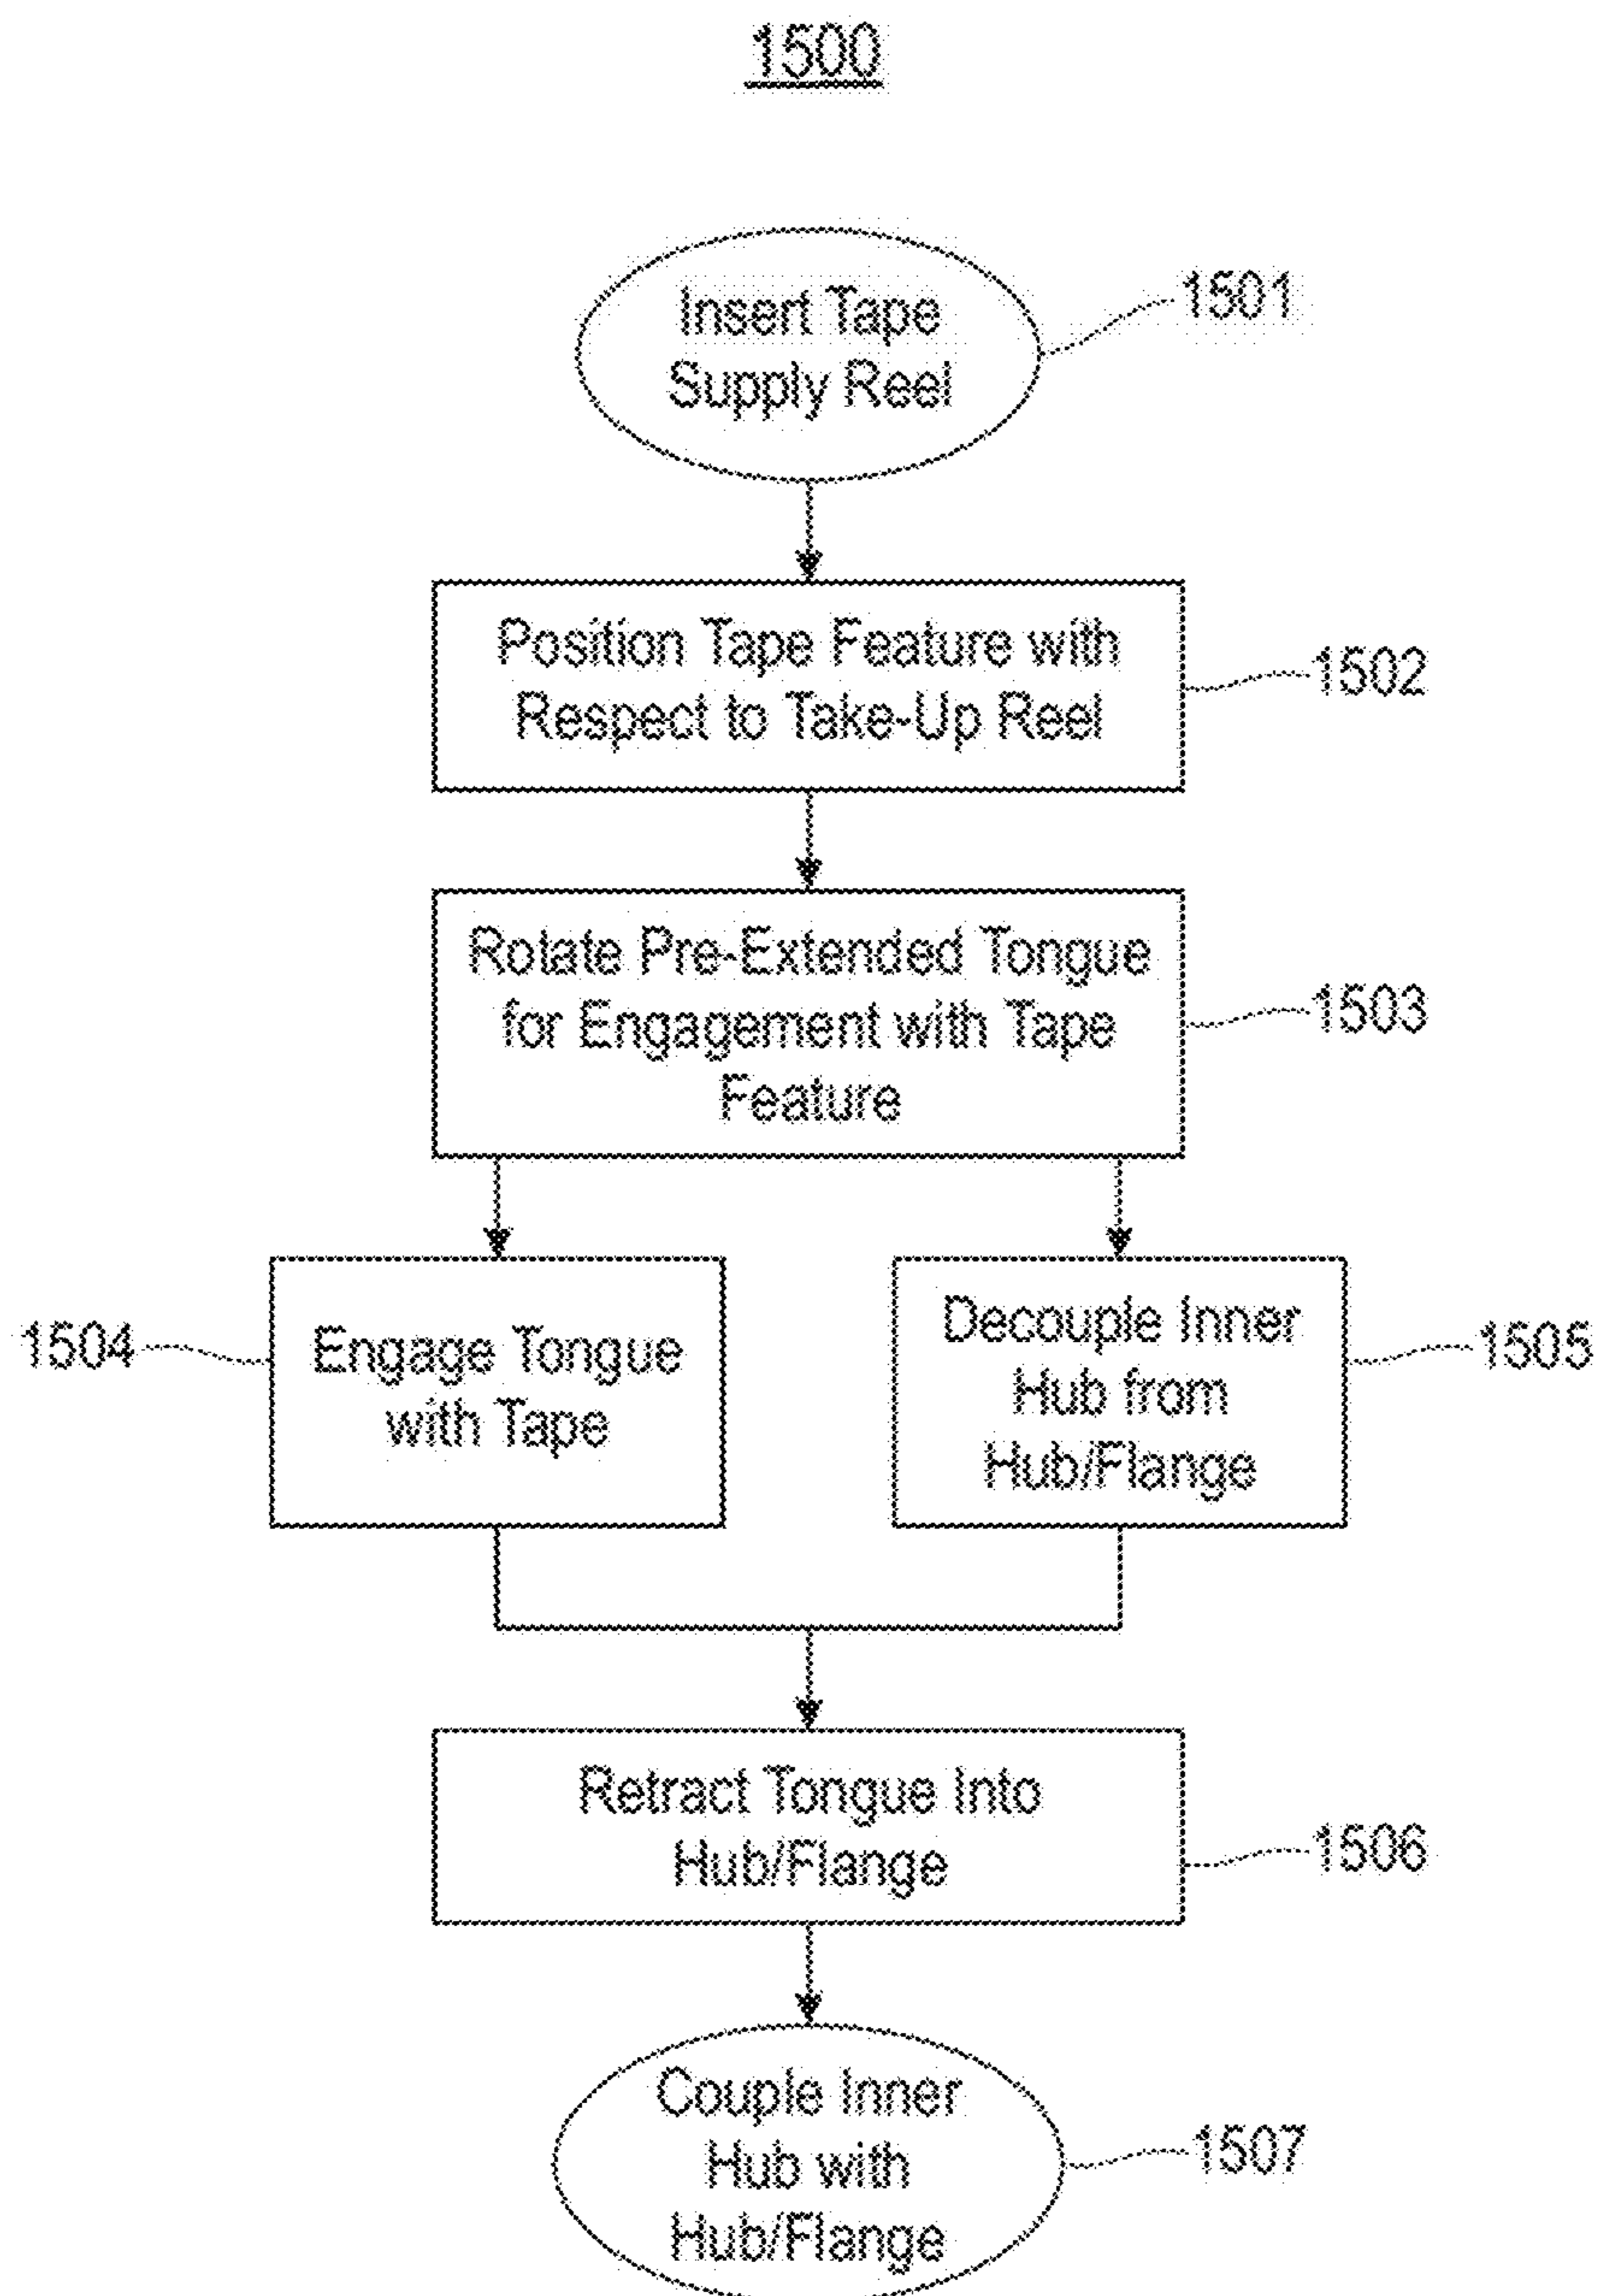 1500
Insert Tape
Supply Reel
1501
Position Tape Feature with
Respect to Take-Up Reel
1502
Rotate Pre-Extended Tongue
for Engagement with Tape
Feature
1503
1504
Engage Tongue
with Tape
Decouple Inner
Hub from
Hub/Flange
1505
Retract Tongue Into
Hub/Flange
1506
Couple Inner
Hub with
Hub/Flange
1507